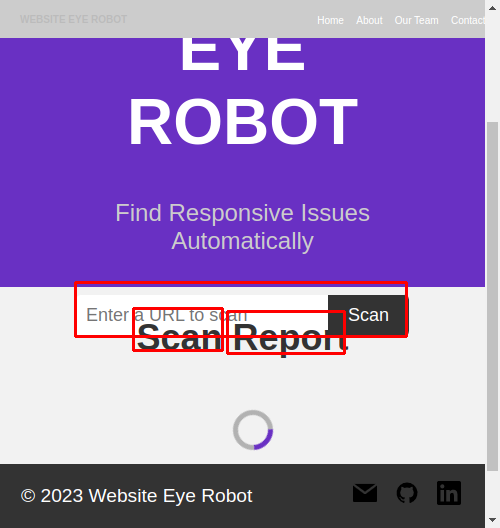 WEBSITE EYE ROBOT Home About Our Team Contact
EYE
ROBOT
Find Responsive Issues
Automatically
Enter a URL to scan Scan
Scan Report
© 2023 Website Eye Robot
in